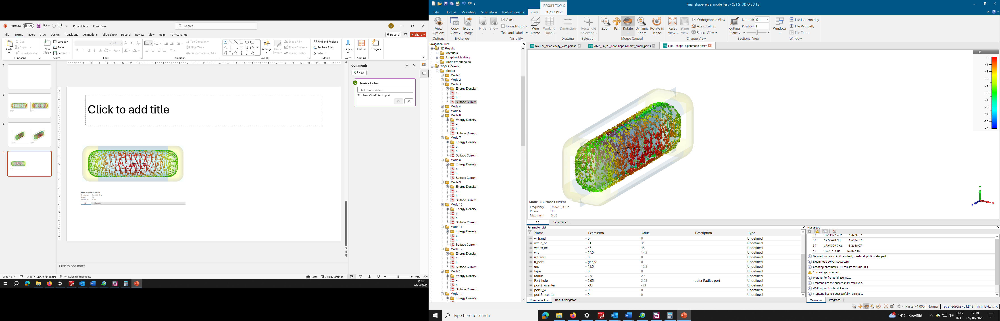 AutoSave Off Presentation1 - PowerPoint Search JG
File Home Insert Draw Design Transitions Animations Slide Show Record Review View Help PDF-XChange Record Share
Paste Cut Copy Format Painter Clipboard
New Slide Layout Reset Section Slides
28 Font
Paragraph Text Direction Align Text Convert to SmartArt
Arrange Quick Styles Shape Fill Shape Outline Shape Effects Drawing
Find and Replace Replace Fonts Select Editing
Dictate Voice
Add-ins Add-ins
Designer
1
2
3
4
Click to add title
Mode 3 Surface Current
Frequency 9.05232 GHz
Phase 90
Maximum 0 dB
3D Schematic
Comments
New
JG Jessica Golm
Start a conversation
Tip: Press Ctrl+Enter to post.
Click to add notes
Slide 4 of 4 English (United Kingdom) Accessibility: Investigate Notes Display Settings 96%
17:18
09/10/2025
Final_shape_eigenmode_test - CST STUDIO SUITE
RESULT TOOLS
File Home Modeling Simulation Post-Processing View 2D/3D Plot
View Options Options
Copy View Export Image Exchange
Hide Show Axes Bounding Box Text and Labels Wire Frame Working Plane Visibility
Dimension Drawing
Rectangle Selection Selection
Zoom Pan Rotate Dynamic Zoom Rotate in Plane Mouse Control
Reset View Stage View Orthographic View Axes Scaling Select View Change View
Cutting Plane Normal: X Position: 1 Sectional View
Windows Tile Horizontally Tile Vertically Tile Three Window
Navigation Tree
RADES_axion cavity_with ports* 2022_06_23_newShapesymmet_small_ports Final_shape_eigenmode_test*
1D Results
Materials
Adaptive Meshing
Mode Frequencies
2D/3D Results
Modes
Mode 1
Mode 2
Mode 3
Energy Density
e
h
Surface Current
Mode 4
Mode 5
Mode 6
Energy Density
e
h
Surface Current
Mode 7
Energy Density
e
h
Surface Current
Mode 8
Energy Density
e
h
Surface Current
Mode 9
Energy Density
e
h
Surface Current
Mode 10
Energy Density
e
h
Surface Current
Mode 11
Energy Density
e
h
Surface Current
Mode 12
Energy Density
e
h
Surface Current
Mode 13
Energy Density
e
h
Surface Current
Mode 14
Energy Density
dB
0
-4
-8
-12
-16
-20
-24
-28
-32
-36
-40
y
z x
Mode 3 Surface Current
Frequency 9.05232 GHz
Phase 90
Maximum 0 dB
3D Schematic
Parameter List
Name Expression Value Description Type
w_transf = 0 0 Undefined
wmin_nc = 31 31 Undefined
wmax_nc = 45 45 Undefined
vnc = 14.5 14.5 Undefined
u_transf = 0 0 Undefined
u_port = gap/2 0 Undefined
unc = 12.5 12.5 Undefined
tape = 0 0 Undefined
radius = 2.5 2.5 Undefined
Port_hole = 2.05 2.05 outer Radius port Undefined
port2_wcenter = -33 -33 Undefined
port2_w = 0 0 Undefined
port2_ucenter = 0 0 Undefined
Parameter List Result Navigator
Messages
37 17.41477 GHz 4.372e-07
38 17.50698 GHz 1.682e-07
39 17.64329 GHz 8.213e-07
40 17.7073 GHz 6.202e-07
Desired accuracy limit reached, mesh adaptation stopped.
Eigenmode solver successful
Creating parametric 1D results for Run ID 1
3 warnings occurred.
Waiting for frontend license...
Frontend license successfully retrieved.
Waiting for frontend license...
Frontend license successfully retrieved.
Messages Progress
Raster=1.000 Normal Tetrahedrons=51,843 mm GHz s K
Type here to search
14°C Bewölkt ENG INTL 17:18 09/10/2025